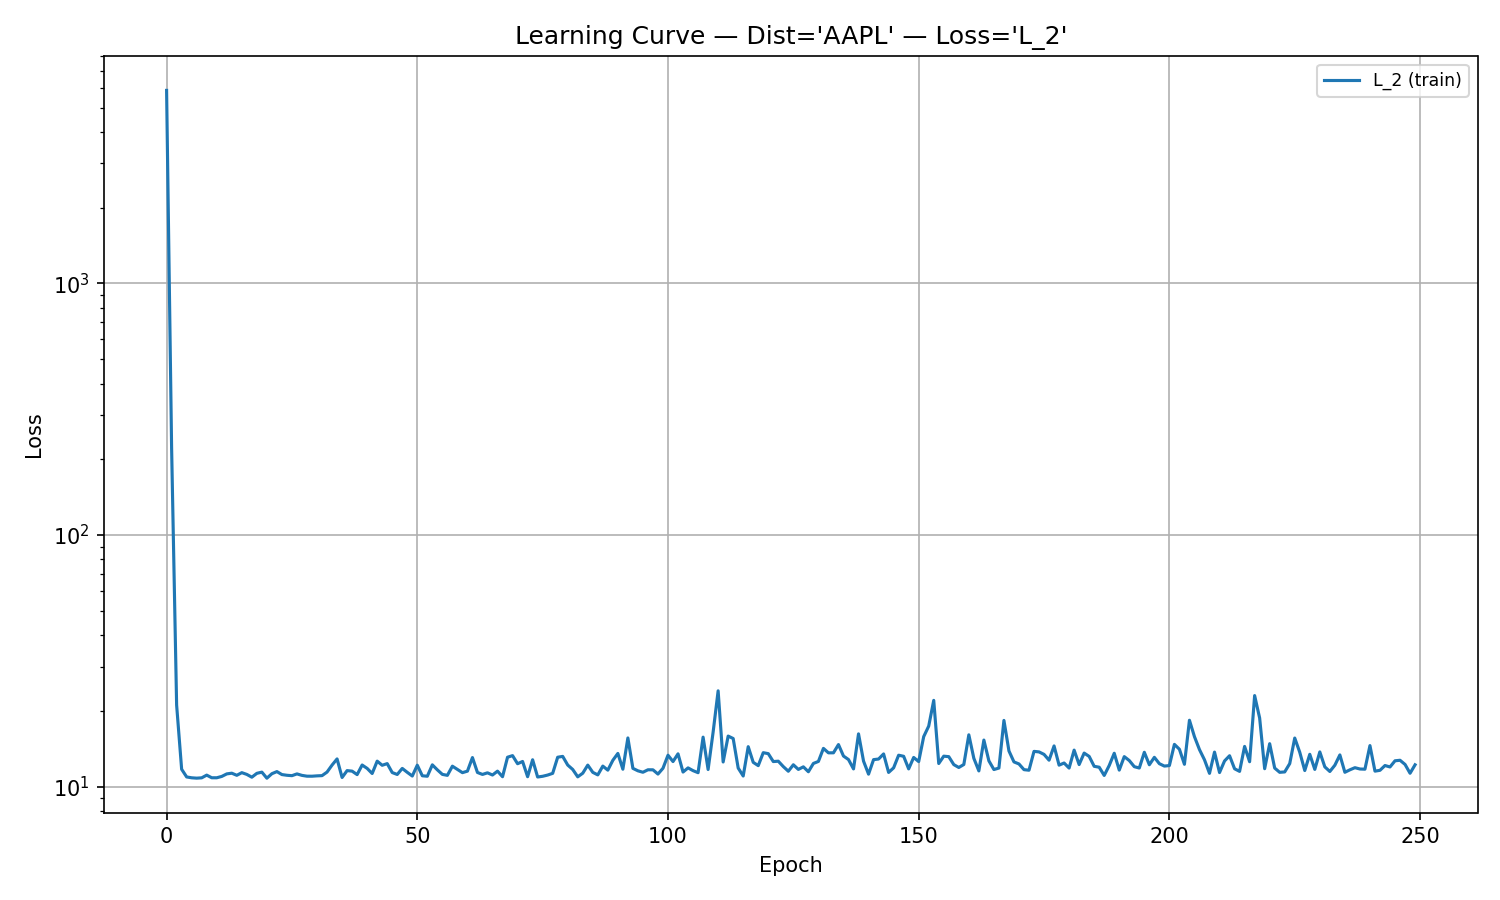 Learning Curve — Dist='AAPL' — Loss='L_2'
L_2 (train)
Loss
10³
10²
10¹
0 50 100 150 200 250
Epoch